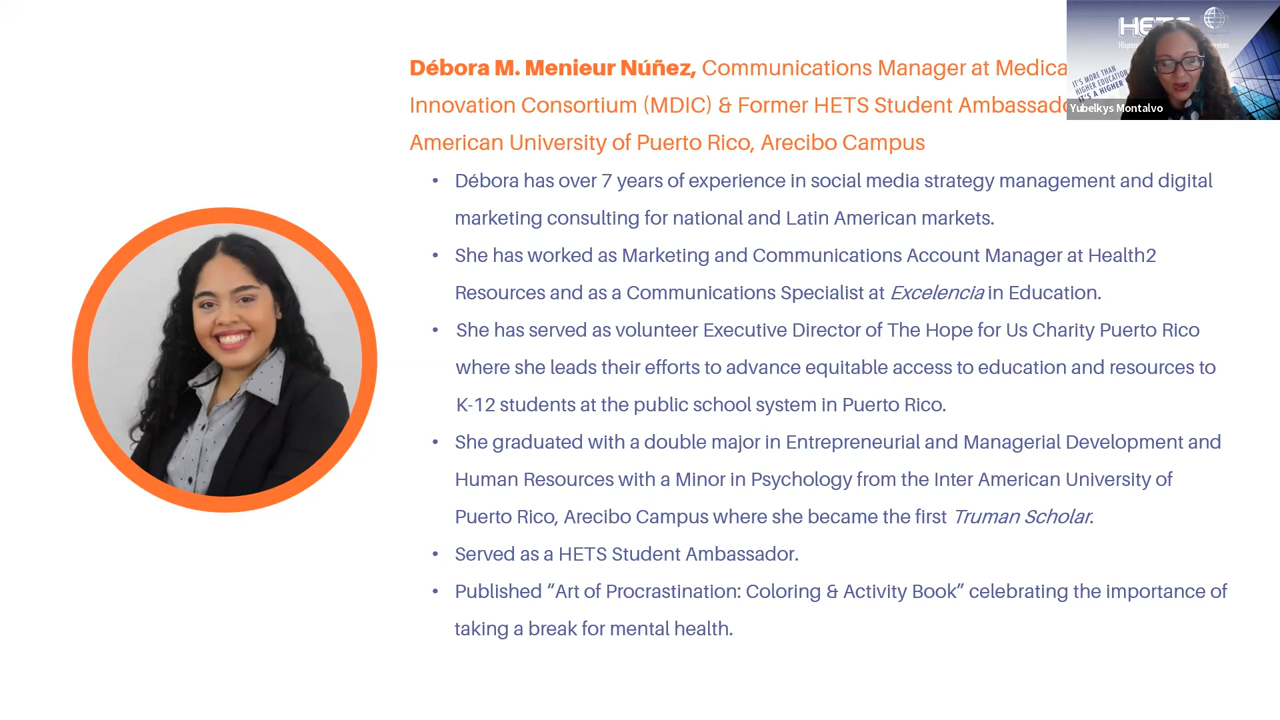 Débora M. Menieur Núñez, Communications Manager at Medica
Innovation Consortium (MDIC) & Former HETS Student Ambassado
American University of Puerto Rico, Arecibo Campus
• Débora has over 7 years of experience in social media strategy management and digital
marketing consulting for national and Latin American markets.
• She has worked as Marketing and Communications Account Manager at Health2
Resources and as a Communications Specialist at Excelencia in Education.
• She has served as volunteer Executive Director of The Hope for Us Charity Puerto Rico
where she leads their efforts to advance equitable access to education and resources to
K-12 students at the public school system in Puerto Rico.
• She graduated with a double major in Entrepreneurial and Managerial Development and
Human Resources with a Minor in Psychology from the Inter American University of
Puerto Rico, Arecibo Campus where she became the first Truman Scholar.
• Served as a HETS Student Ambassador.
• Published “Art of Procrastination: Coloring & Activity Book” celebrating the importance of
taking a break for mental health.
HETS
IT'S MORE THAN
HIGHER EDUCATION
IT'S A HIGHER
Yubelkys Montalvo